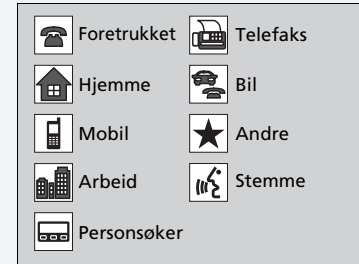 Foretrukket Telefaks
Hjemme Bil
Mobil Andre
Arbeid Stemme
Personsøker